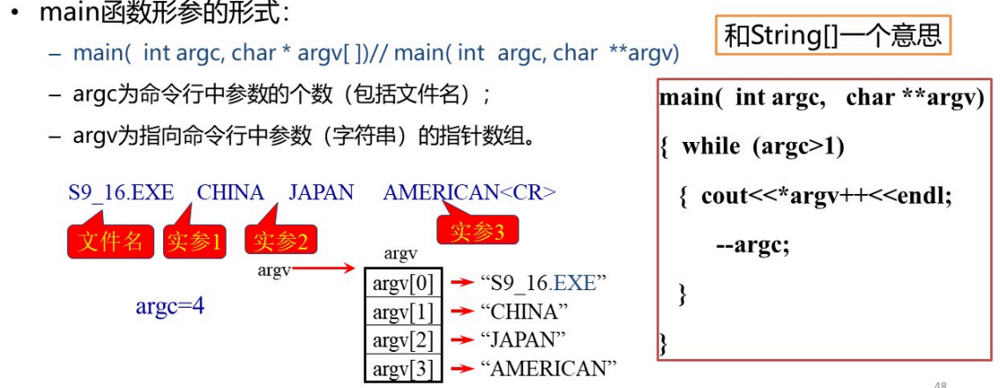 • main函数形参的形式：
– main( int argc, char * argv[ ])// main( int argc, char **argv)
– argc为命令行中参数的个数（包括文件名）；
– argv为指向命令行中参数（字符串）的指针数组。
S9_16.EXE CHINA JAPAN AMERICAN<CR>
文件名 实参1 实参2 实参3
argv
argv
argv[0] “S9_16.EXE”
argv[1] “CHINA”
argv[2] “JAPAN”
argv[3] “AMERICAN”
argc=4
和String[]一个意思
main( int argc, char **argv)
{ while (argc>1)
{ cout<<*argv++<<endl;
--argc;
}
}
48